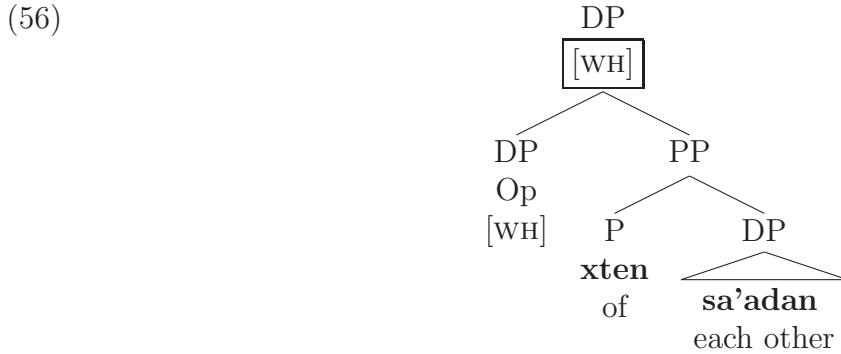 (56) DP
[WH]
DP PP
Op
[WH] P DP
xten
of sa’adan
each other